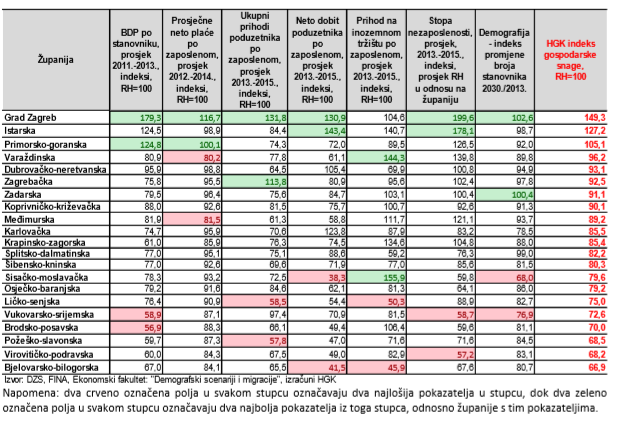 Županija BDP po stanovniku, prosjek 2011.-2013., indeksi, RH=100 Prosječne neto plaće po zaposlenom, prosjek 2012.-2014., indeksi, RH=100 Ukupni prihodi poduzetnika po zaposlenom, prosjek 2013.-2015., indeksi, RH=100 Neto dobit poduzetnika po zaposlenom, prosjek 2013.-2015., indeksi, RH=100 Prihod na inozemnom tržištu po zaposlenom, prosjek 2013.-2015., indeksi, RH=100 Stopa nezaposlenosti, prosjek, 2013.-2015., indeksi, prosjek RH u odnosu na županiju Demografija - indeks promjene broja stanovnika 2030./2013. HGK indeks gospodarske snage, RH=100
Grad Zagreb 179,3 116,7 131,8 130,9 104,6 199,6 102,6 149,3
Istarska 124,5 98,9 84,4 143,4 140,7 178,1 98,7 127,2
Primorsko-goranska 124,8 100,1 74,3 72,0 89,5 126,5 92,0 105,1
Varaždinska 80,9 80,2 77,8 61,1 144,3 139,8 89,8 96,2
Dubrovačko-neretvanska 95,9 98,8 64,5 105,4 69,9 100,8 94,9 93,1
Zagrebačka 75,8 95,5 113,8 80,9 95,6 102,4 97,8 92,5
Zadarska 79,5 96,4 75,6 84,7 103,1 100,4 100,4 91,1
Koprivničko-križevačka 88,0 92,6 81,5 75,7 100,7 92,6 91,3 90,1
Međimurska 81,9 81,5 61,3 58,8 111,7 121,1 93,7 89,2
Karlovačka 74,7 95,9 70,6 123,8 87,9 83,2 78,5 85,5
Krapinsko-zagorska 61,0 85,9 76,3 74,5 134,6 104,8 88,0 85,4
Splitsko-dalmatinska 77,0 95,1 75,1 88,6 59,2 76,3 99,0 82,2
Šibensko-kninska 77,0 92,6 69,6 71,9 77,0 85,6 81,5 80,3
Sisačko-moslavačka 78,3 93,2 72,5 38,3 155,9 59,8 68,0 79,6
Osječko-baranjska 79,2 91,6 84,6 62,1 81,3 64,1 86,0 79,2
Ličko-senjska 76,4 90,9 58,5 54,4 50,3 88,9 82,7 75,0
Vukovarsko-srijemska 58,9 87,1 97,4 70,9 81,5 58,7 76,9 72,6
Brodsko-posavska 56,9 88,3 66,1 49,4 106,4 59,6 81,1 70,0
Požeško-slavonska 59,7 87,3 57,8 47,0 71,6 71,6 84,5 68,5
Virovitičko-podravska 60,0 84,3 67,5 49,0 82,9 57,2 83,1 68,2
Bjelovarsko-bilogorska 67,0 84,1 65,5 41,5 45,9 67,6 80,7 66,9
Izvor: DZS, FINA, Ekonomski fakultet: "Demografski scenariji i migracije", izračuni HGK
Napomena: dva crveno označena polja u svakom stupcu označavaju dva najlošija pokazatelja u stupcu, dok dva zeleno
označena polja u svakom stupcu označavaju dva najbolja pokazatelja iz toga stupca, odnosno županije s tim pokazateljima.